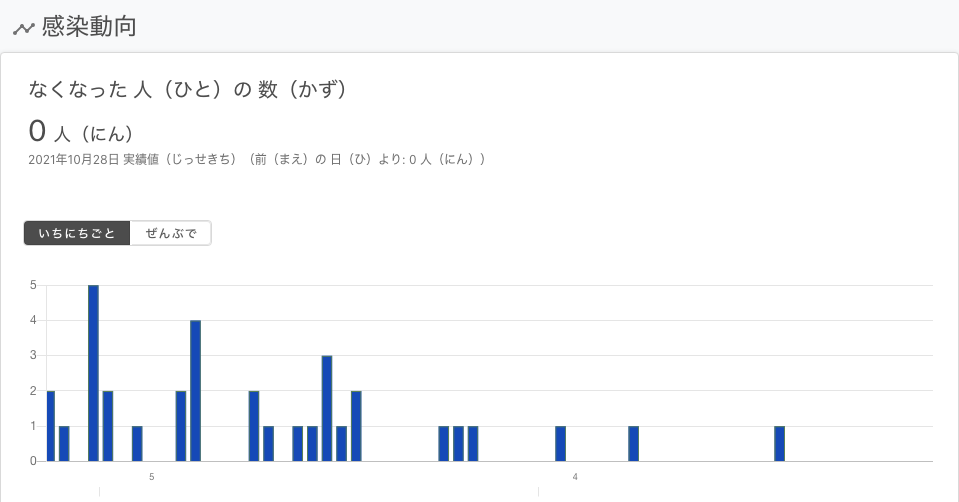 感染動向
なくなった 人（ひと）の 数（かず）
0 人（にん）
2021年10月28日 実績値（じっせきち）（前（まえ）の 日（ひ）より: 0 人（にん））
いちにちごと ぜんぶで
5
4
3
2
1
0
5 4